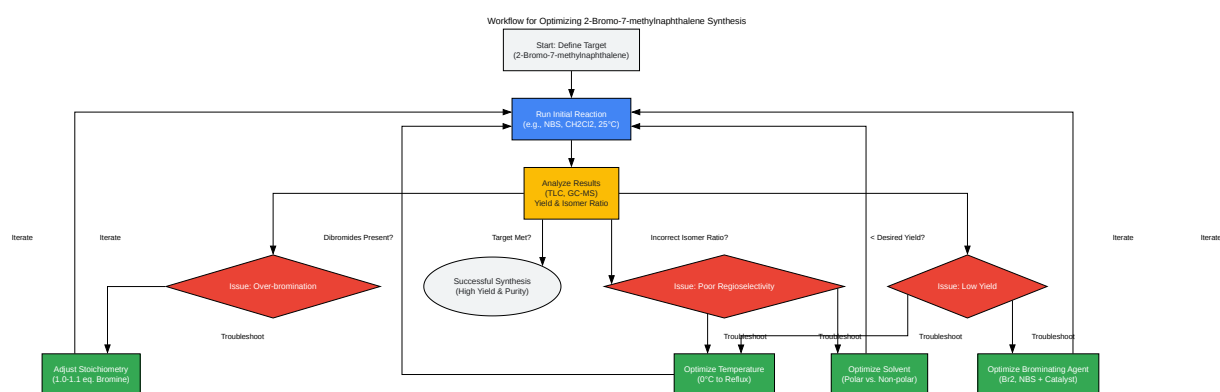 Workflow for Optimizing 2-Bromo-7-methylnaphthalene Synthesis
Start: Define Target
(2-Bromo-7-methylnaphthalene)
Run Initial Reaction
(e.g., NBS, CH2Cl2, 25°C)
Analyze Results
(TLC, GC-MS)
Yield & Isomer Ratio
Iterate
Iterate
Dibromides Present?
Target Met?
Incorrect Isomer Ratio?
< Desired Yield?
Iterate
Iterate
Issue: Over-bromination
Successful Synthesis
(High Yield & Purity)
Issue: Poor Regioselectivity
Issue: Low Yield
Troubleshoot
Troubleshoot
Troubleshoot
Troubleshoot
Troubleshoot
Adjust Stoichiometry
(1.0-1.1 eq. Bromine)
Optimize Temperature
(0°C to Reflux)
Optimize Solvent
(Polar vs. Non-polar)
Optimize Brominating Agent
(Br2, NBS + Catalyst)